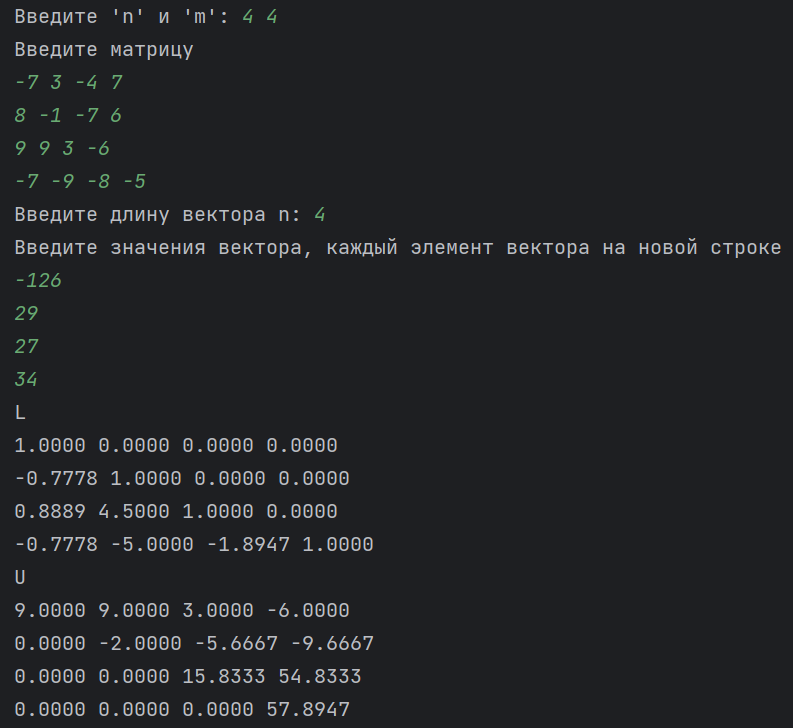 Введите 'n' и 'm': 4 4
Введите матрицу
-7 3 -4 7
8 -1 -7 6
9 9 3 -6
-7 -9 -8 -5
Введите длину вектора n: 4
Введите значения вектора, каждый элемент вектора на новой строке
-126
29
27
34
L
1.0000 0.0000 0.0000 0.0000
-0.7778 1.0000 0.0000 0.0000
0.8889 4.5000 1.0000 0.0000
-0.7778 -5.0000 -1.8947 1.0000
U
9.0000 9.0000 3.0000 -6.0000
0.0000 -2.0000 -5.6667 -9.6667
0.0000 0.0000 15.8333 54.8333
0.0000 0.0000 0.0000 57.8947